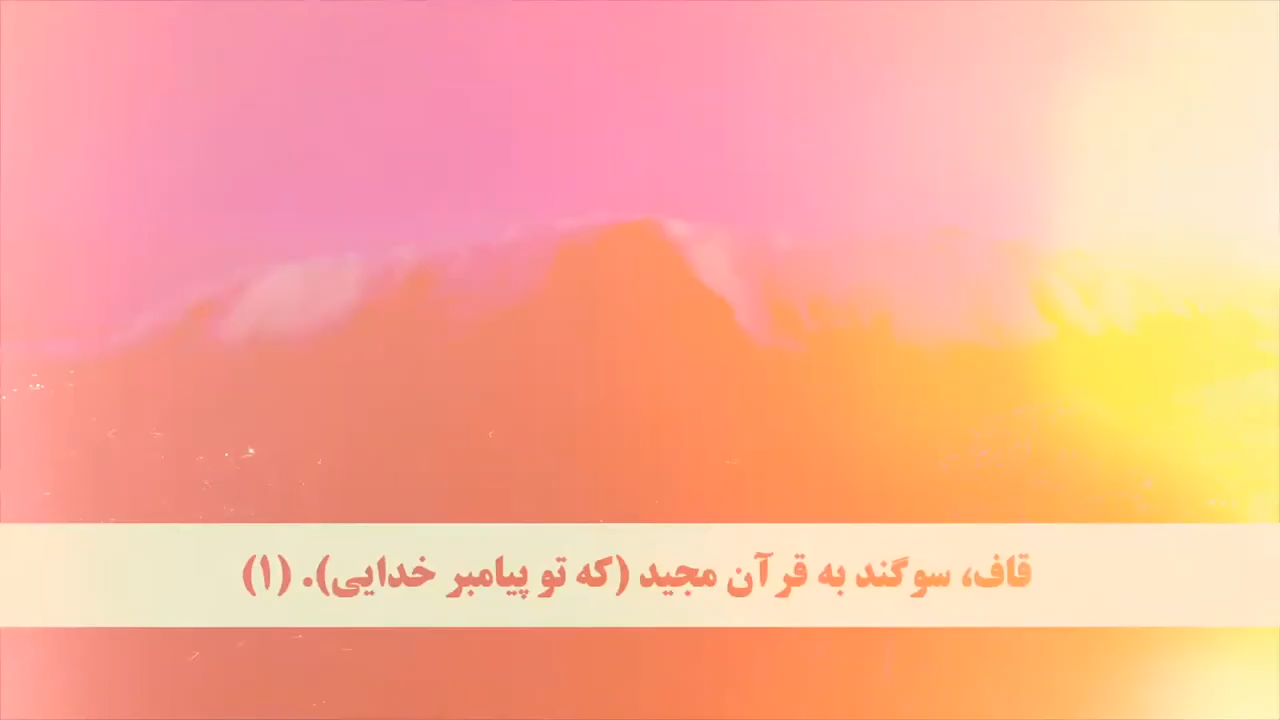 قاف، سوگند به قرآن مجید (که تو پیامبر خدایی). (۱)